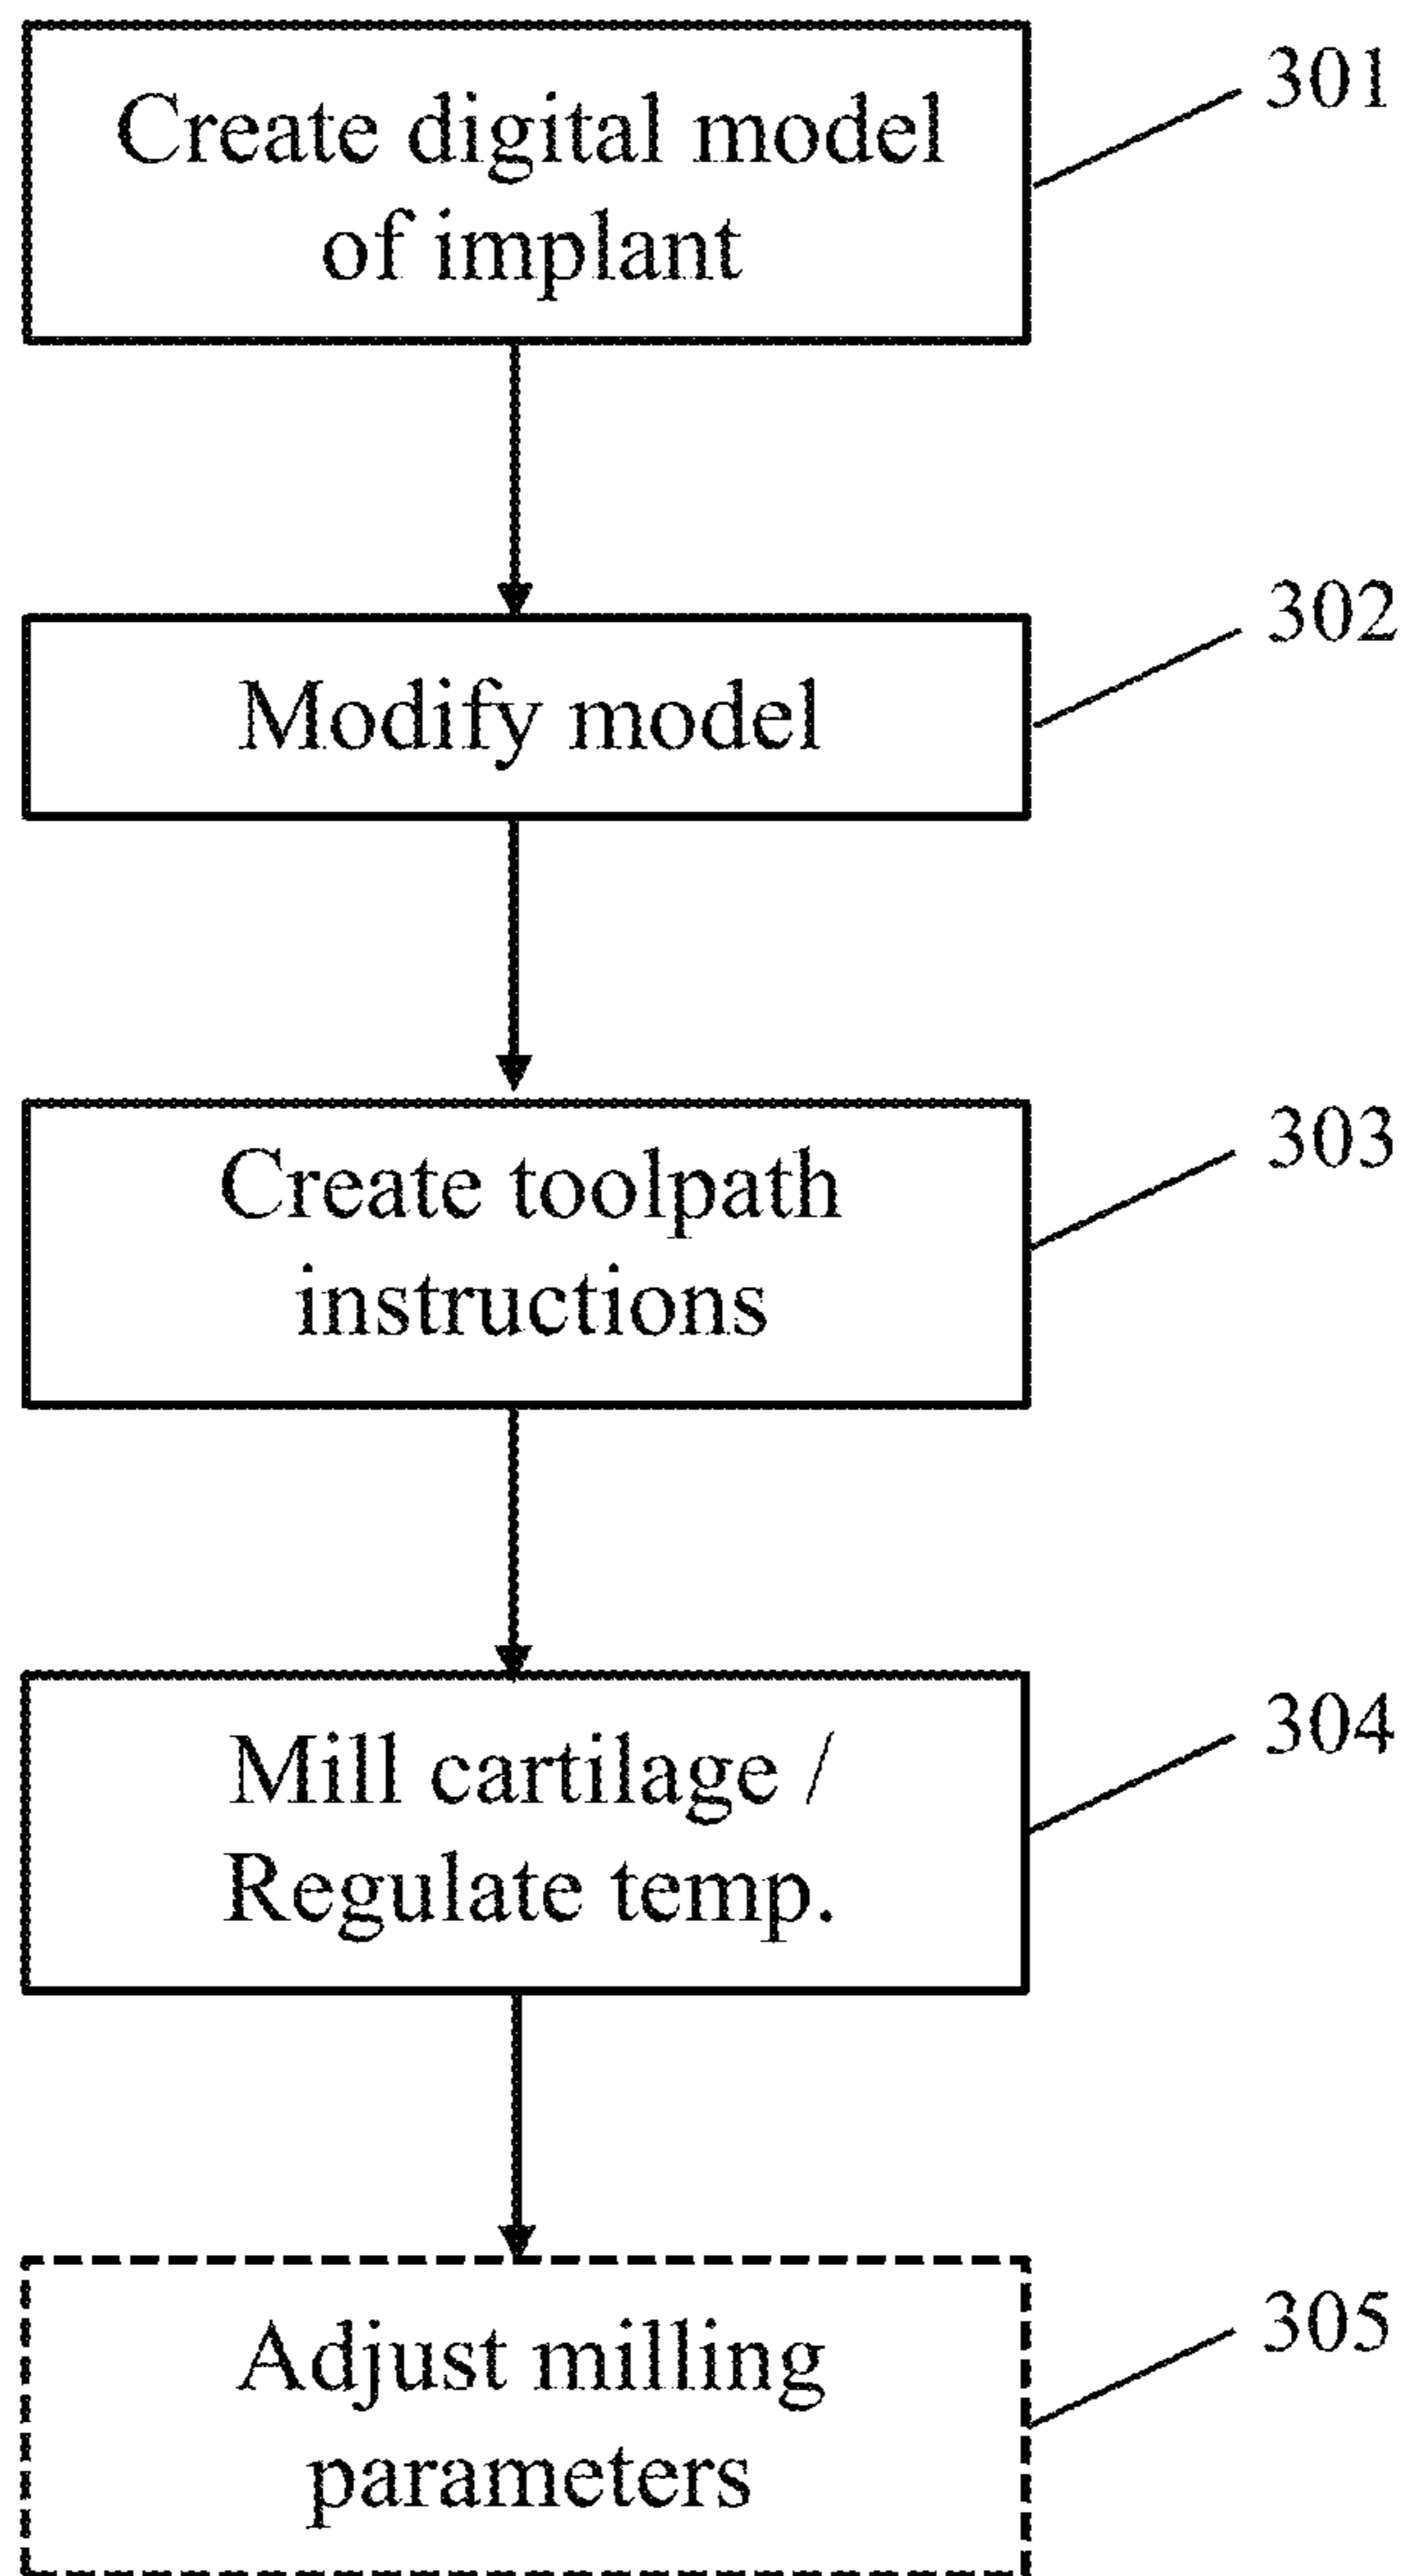 Create digital model
of implant
301
Modify model
302
Create toolpath
instructions
303
Mill cartilage /
Regulate temp.
304
Adjust milling
parameters
305